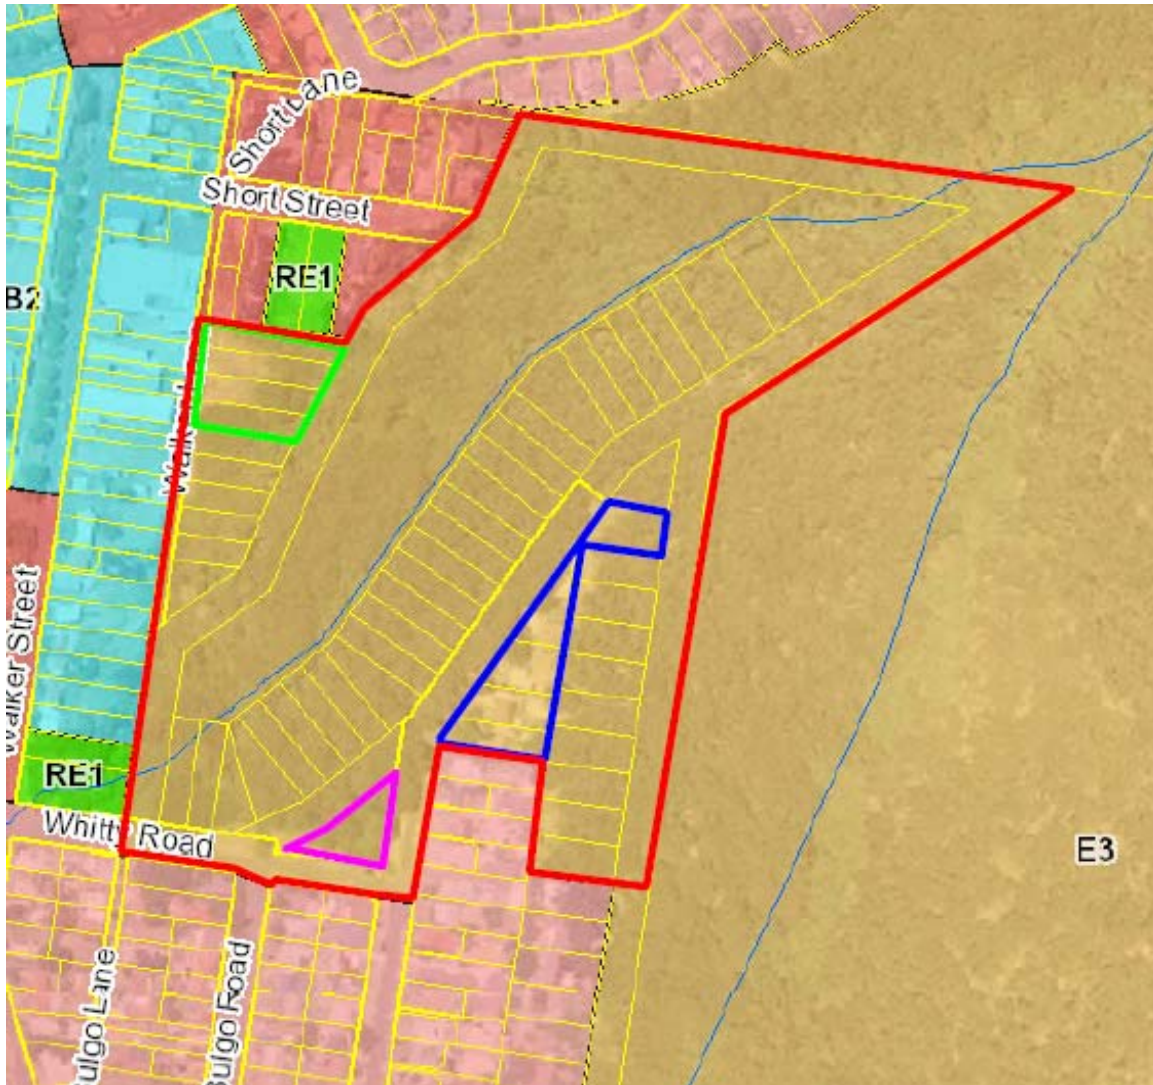 Short Lane
Short Street
RE1
B2
Walker Street
RE1
Whitty Road
E3
Bulgo Lane
Bulgo Road